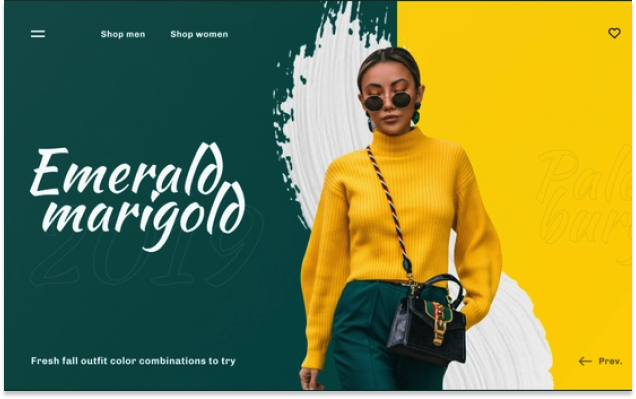 Shop men Shop women
Emerald
marigold
2019
Pale
burg
Fresh fall outfit color combinations to try
Prev.